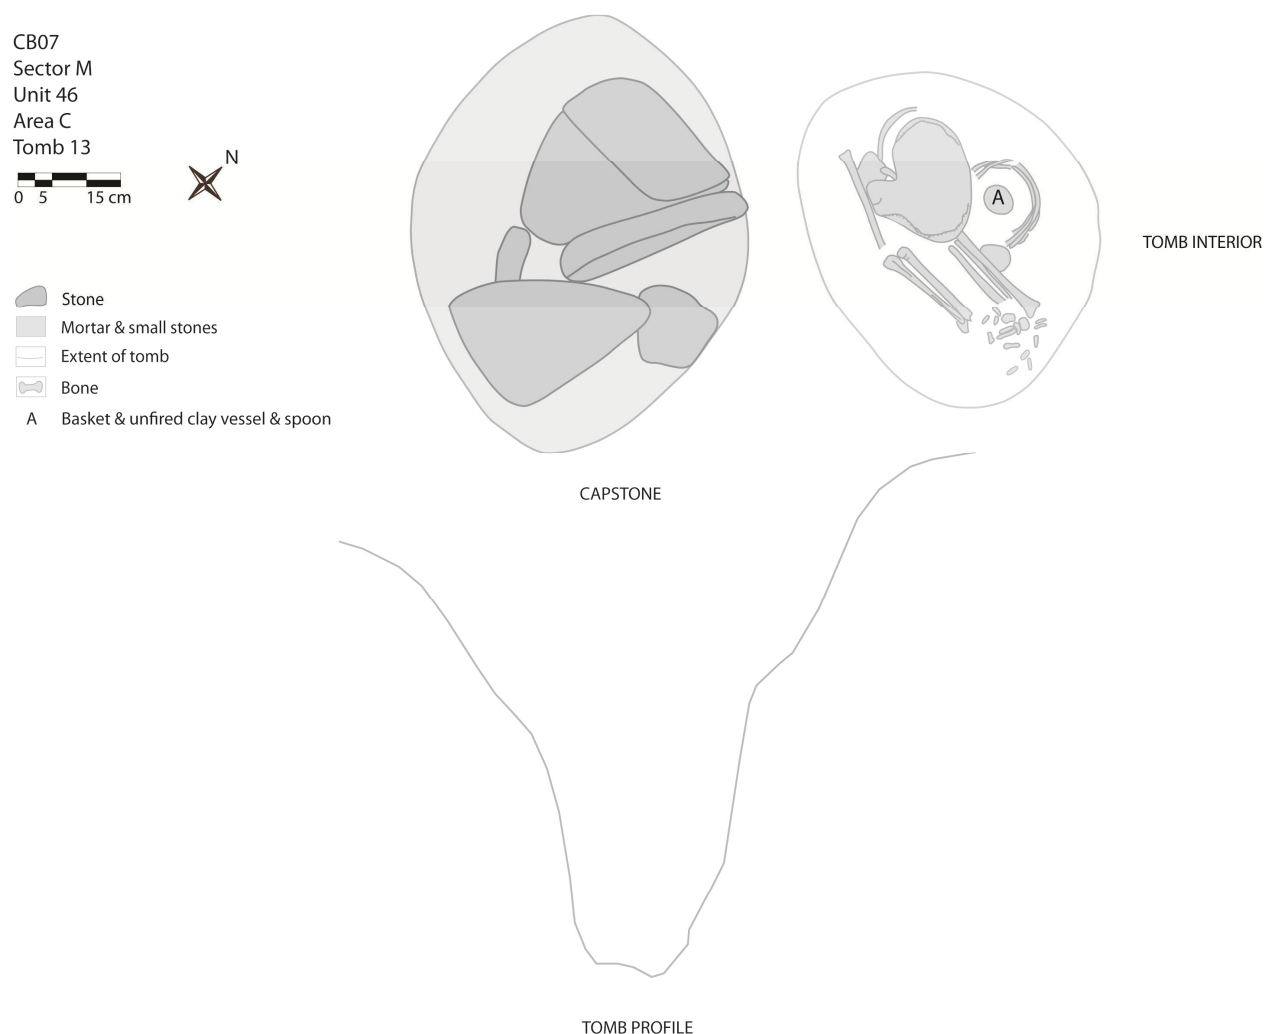 CB07
Sector M
Unit 46
Area C
Tomb 13
N
0 5 15 cm
Stone
Mortar & small stones
Extent of tomb
Bone
A Basket & unfired clay vessel & spoon
A
TOMB INTERIOR
CAPSTONE
TOMB PROFILE